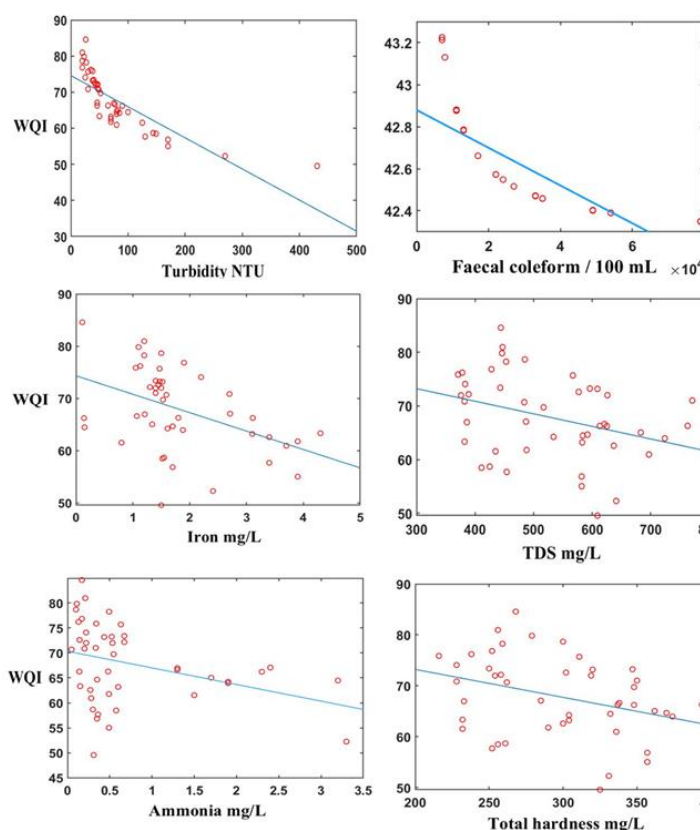 90
80
70
60
50
40
30
WQI
0 100 200 300 400 500
Turbidity NTU
43.2
43
42.8
42.6
42.4
0 2 4 6
Faecal coleform / 100 mL ×10
90
80
70
60
50
WQI
0 1 2 3 4 5
Iron mg/L
90
80
70
60
50
300 400 500 600 700
TDS mg/L
85
80
75
70
65
60
55
50
45
WQI
0 0.5 1 1.5 2 2.5 3 3.5
Ammonia mg/L
90
80
70
60
50
200 250 300 350
Total hardness mg/L